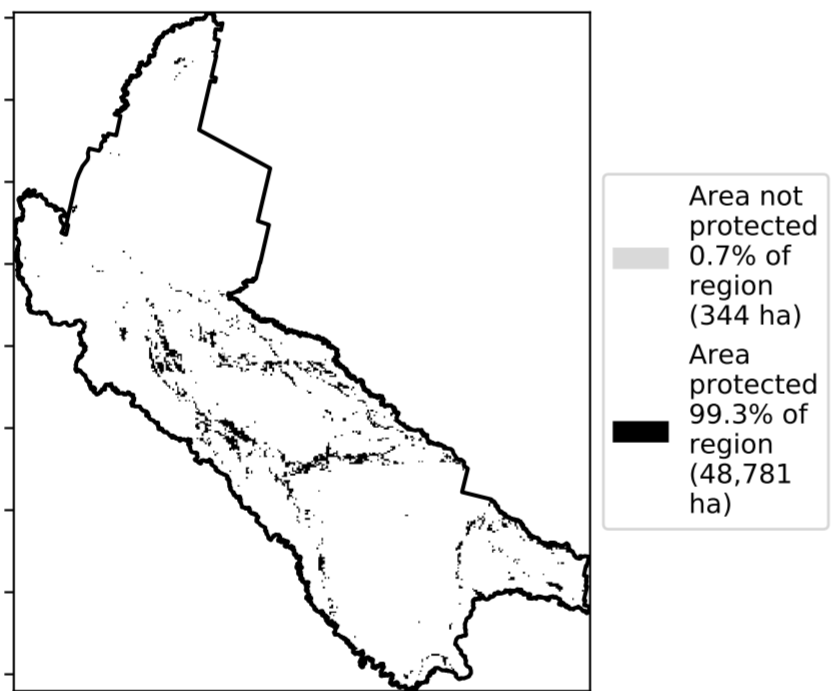 Area not
protected
0.7% of
region
(344 ha)
Area
protected
99.3% of
region
(48,781
ha)